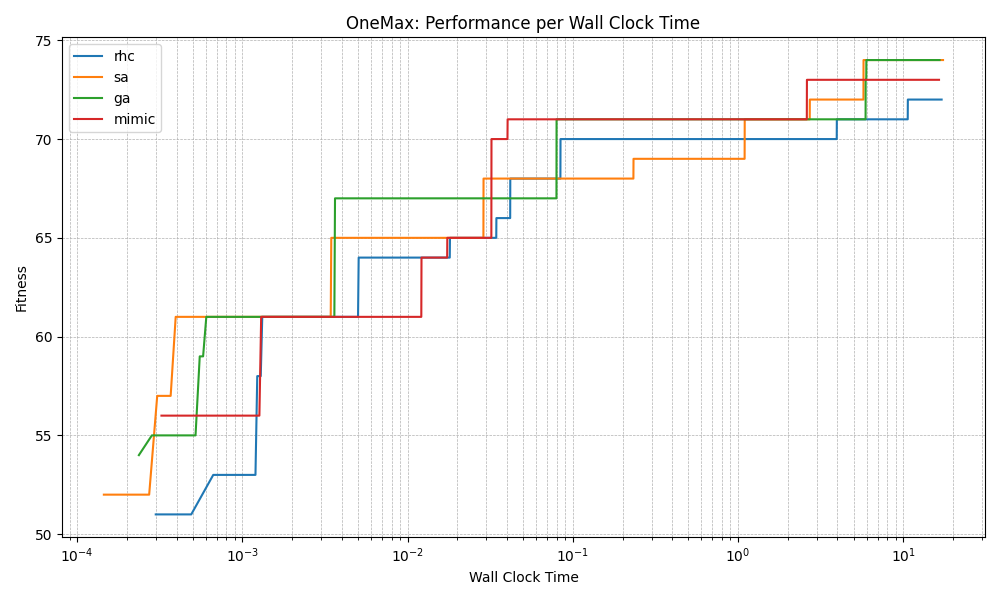 OneMax: Performance per Wall Clock Time
rhc
sa
ga
mimic
Fitness
75
70
65
60
55
50
10⁻⁴
10⁻³
10⁻²
10⁻¹
10⁰
10¹
Wall Clock Time